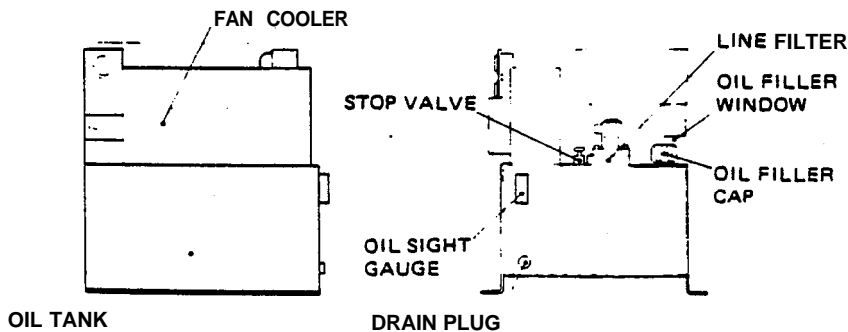 FAN COOLER
LINE FILTER
OIL FILLER
WINDOW
STOP VALVE
OIL FILLER
CAP
OIL SIGHT
GAUGE
OIL TANK
DRAIN PLUG